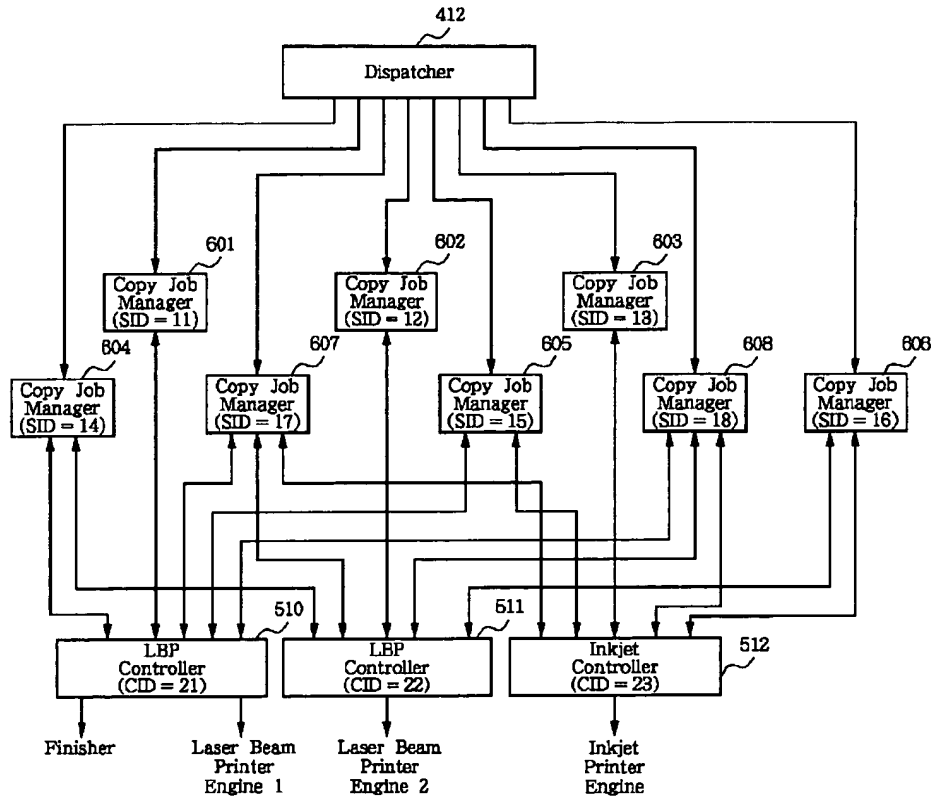 412
Dispatcher
601
Copy Job
Manager
(SID = 11)
602
Copy Job
Manager
(SID = 12)
603
Copy Job
Manager
(SID = 13)
604
Copy Job
Manager
(SID = 14)
607
Copy Job
Manager
(SID = 17)
605
Copy Job
Manager
(SID = 15)
608
Copy Job
Manager
(SID = 18)
608
Copy Job
Manager
(SID = 16)
510
LBP
Controller
(CID = 21)
511
LBP
Controller
(CID = 22)
Inkjet
Controller
(CID = 23)
512
Finisher
Laser Beam
Printer
Engine 1
Laser Beam
Printer
Engine 2
Inkjet
Printer
Engine